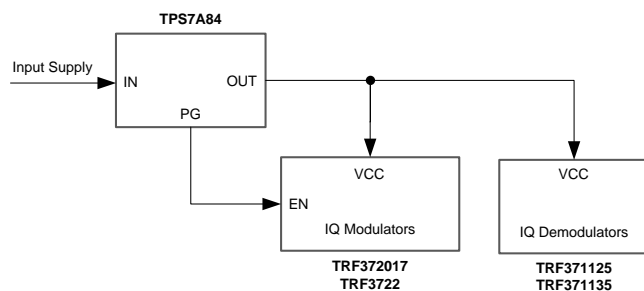 TPS7A84
Input Supply
IN
OUT
PG
VCC
EN
IQ Modulators
TRF372017
TRF3722
VCC
IQ Demodulators
TRF371125
TRF371135